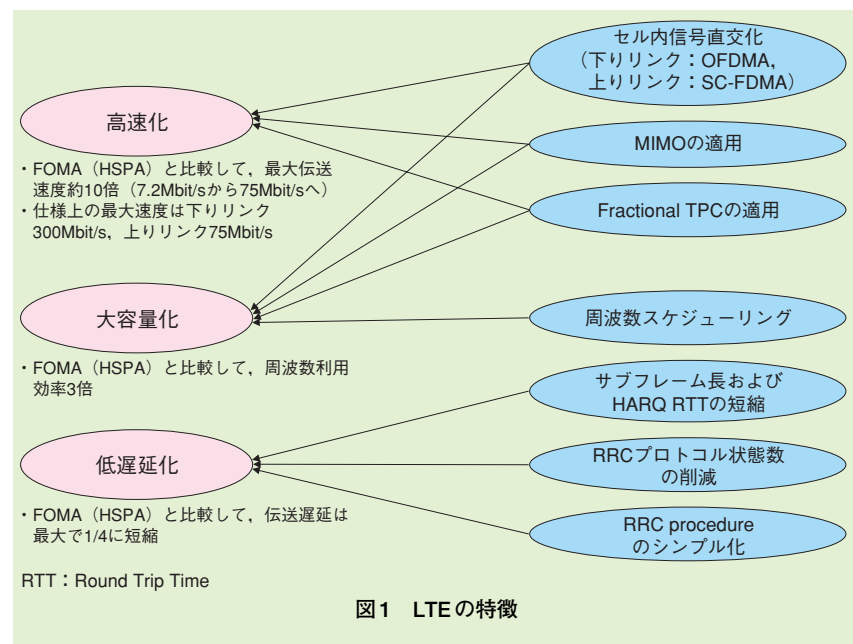 セル内信号直交化
（下りリンク：OFDMA，
上りリンク：SC-FDMA）
高速化
MIMOの適用
・FOMA（HSPA）と比較して，最大伝送
速度約10倍（7.2Mbit/sから75Mbit/sへ）
・仕様上の最大速度は下りリンク
300Mbit/s，上りリンク75Mbit/s
Fractional TPCの適用
大容量化
周波数スケジューリング
・FOMA（HSPA）と比較して，周波数利用
効率3倍
サブフレーム長および
HARQ RTTの短縮
低遅延化
RRCプロトコル状態数
の削減
・FOMA（HSPA）と比較して，伝送遅延は
最大で1/4に短縮
RRC procedure
のシンプル化
RTT：Round Trip Time
図1 LTEの特徴